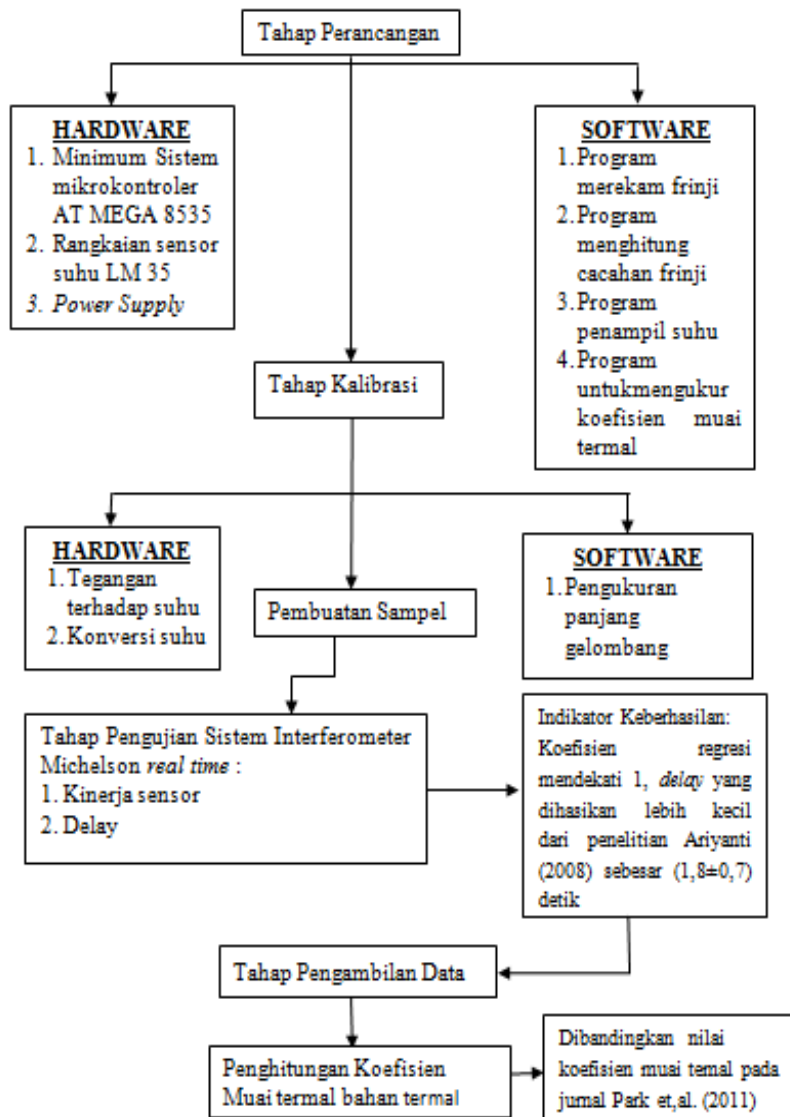 Tahap Perancangan
HARDWARE
1. Minimum Sistem
mikrokontroler
AT MEGA 8535
2. Rangkaian sensor
suhu LM 35
3. Power Supply
SOFTWARE
1. Program
merekam frinji
2. Program
menghitung
cacahan frinji
3. Program
penampil suhu
4. Program
untukmengukur
koefisien muai
termal
Tahap Kalibrasi
HARDWARE
1. Tegangan
terhadap suhu
2. Konversi suhu
Pembuatan Sampel
SOFTWARE
1. Pengukuran
panjang
gelombang
Tahap Pengujian Sistem Interferometer
Michelson real time :
1. Kinerja sensor
2. Delay
Indikator Keberhasilan:
Koefisien regresi
mendekati 1, delay yang
dihasikan lebih kecil
dari penelitian Ariyanti
(2008) sebesar (1,8±0,7)
detik
Tahap Pengambilan Data
Penghitungan Koefisien
Muai termal bahan termal
Dibandingkan nilai
koefisien muai temal pada
jurnal Park et,al. (2011)